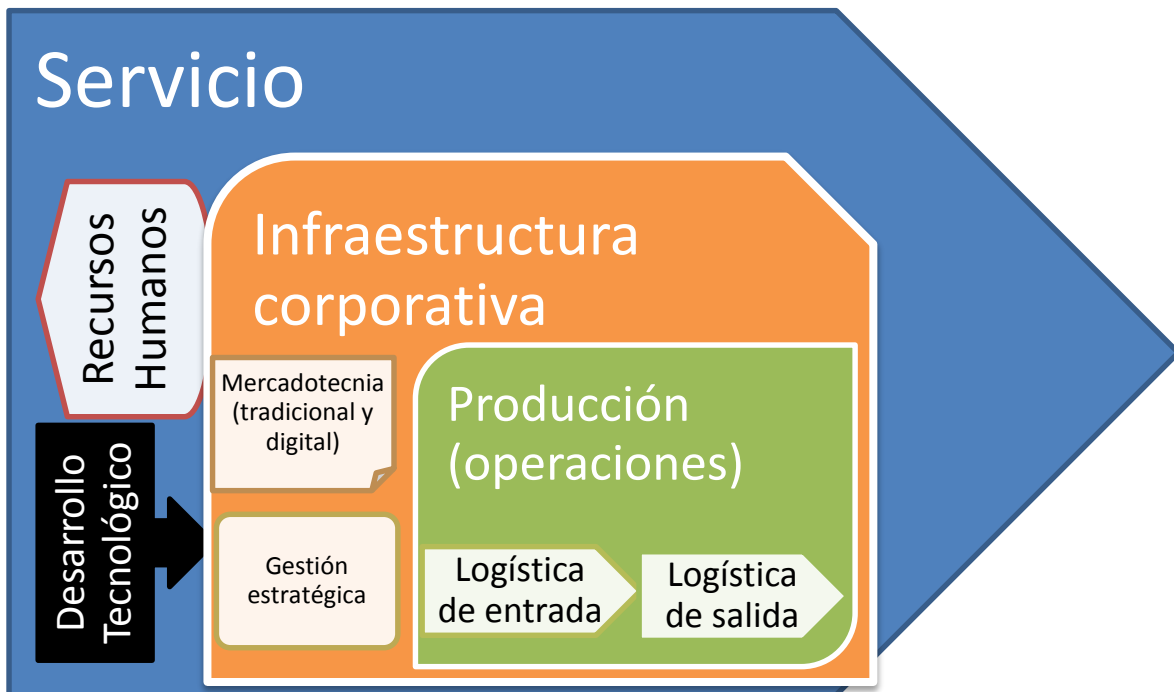 Servicio
Recursos
Humanos
Infraestructura
corporativa
Mercadotecnia
(tradicional y
digital)
Producción
(operaciones)
Desarrollo
Tecnológico
Gestión
estratégica
Logística
de entrada
Logística
de salida